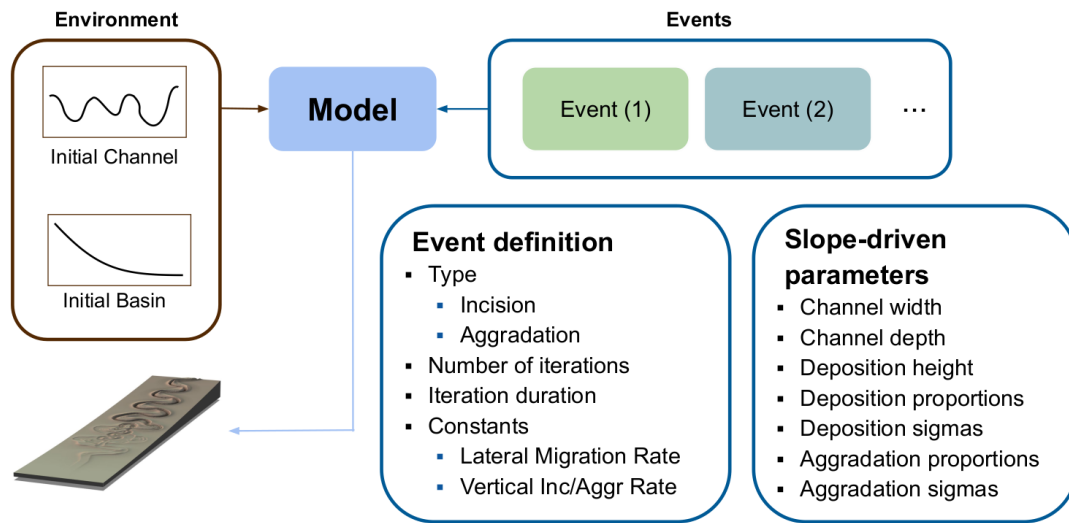 Environment
Events
Initial Channel
Initial Basin
Model
Event (1)
Event (2)
...
Event definition
▪ Type
▪ Incision
▪ Aggradation
▪ Number of iterations
▪ Iteration duration
▪ Constants
▪ Lateral Migration Rate
▪ Vertical Inc/Aggr Rate
Slope-driven
parameters
▪ Channel width
▪ Channel depth
▪ Deposition height
▪ Deposition proportions
▪ Deposition sigmas
▪ Aggradation proportions
▪ Aggradation sigmas